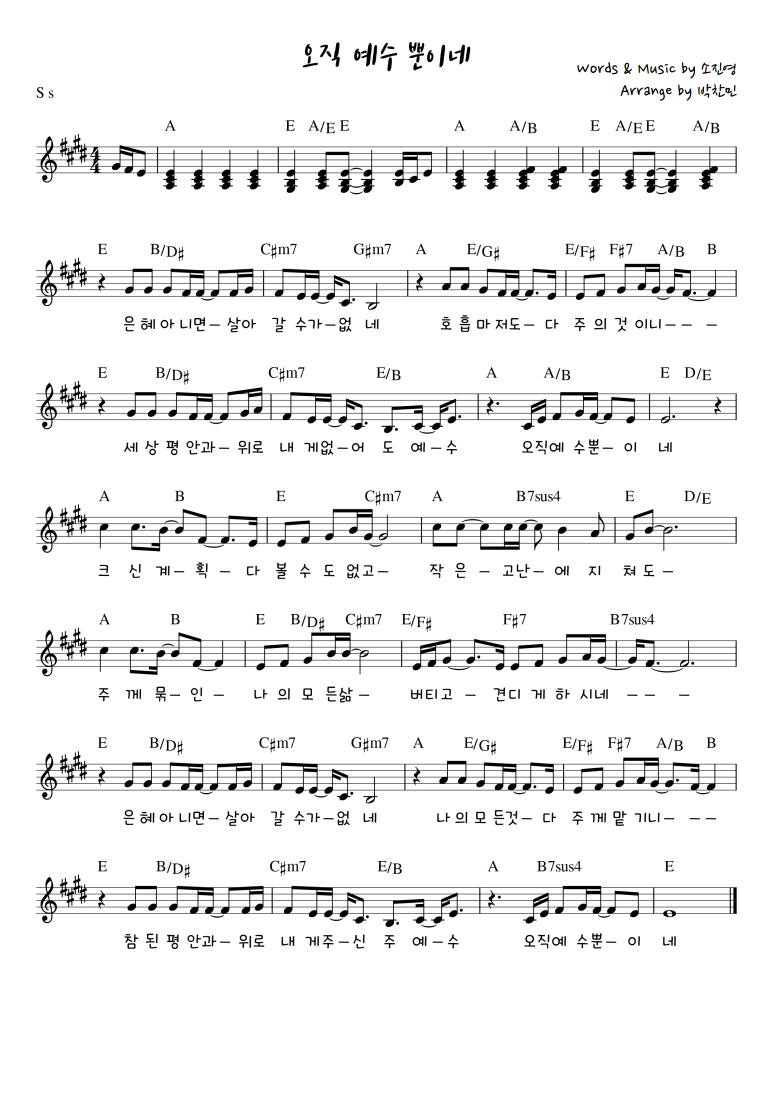 오직 예수 뿐이네
Words & Music by 소진영
S s
Arrange by 박찬민
A E A/E E A A/B E A/E E A/B
E B/D# C#m7 G#m7 A E/G# E/F# F#7 A/B B
은 혜 아 니면– 살아 갈 수가–없 네 호 흡 마 저도– 다 주 의 것 이니– – –
E B/D# C#m7 E/B A A/B E D/E
세 상 평 안과– 위로 내 게없–어 도 예–수 오직예 수뿐–이 네
A B E C#m7 A B7sus4 E D/E
크 신 계–획 – 다 볼 수 도 없고– 작 은 – 고난–에 지 쳐도–
A B E B/D# C#m7 E/F# F#7 B7sus4
주 께 묶–인 – 나 의 모 든삶– 버티고– 견디 게 하 시네 – – –
E B/D# C#m7 G#m7 A E/G# E/F# F#7 A/B B
은 혜 아 니면– 살아 갈 수가–없 네 나 의 모 든것– 다 주 께 맡 기니– – –
E B/D# C#m7 E/B A B7sus4 E
참 된 평 안과– 위로 내 게주–신 주 예–수 오직예 수뿐–이 네